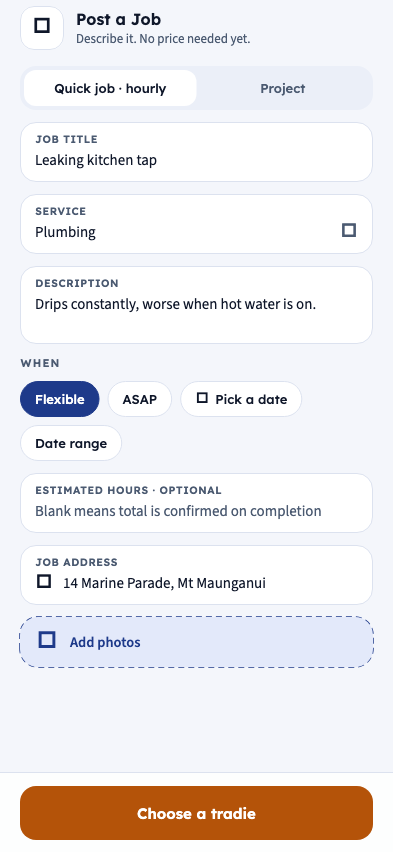 Post a Job
Describe it. No price needed yet.
Quick job · hourly
Project
JOB TITLE
Leaking kitchen tap
SERVICE
Plumbing
DESCRIPTION
Drips constantly, worse when hot water is on.
WHEN
Flexible
ASAP
Pick a date
Date range
ESTIMATED HOURS · OPTIONAL
Blank means total is confirmed on completion
JOB ADDRESS
14 Marine Parade, Mt Maunganui
Add photos
Choose a tradie